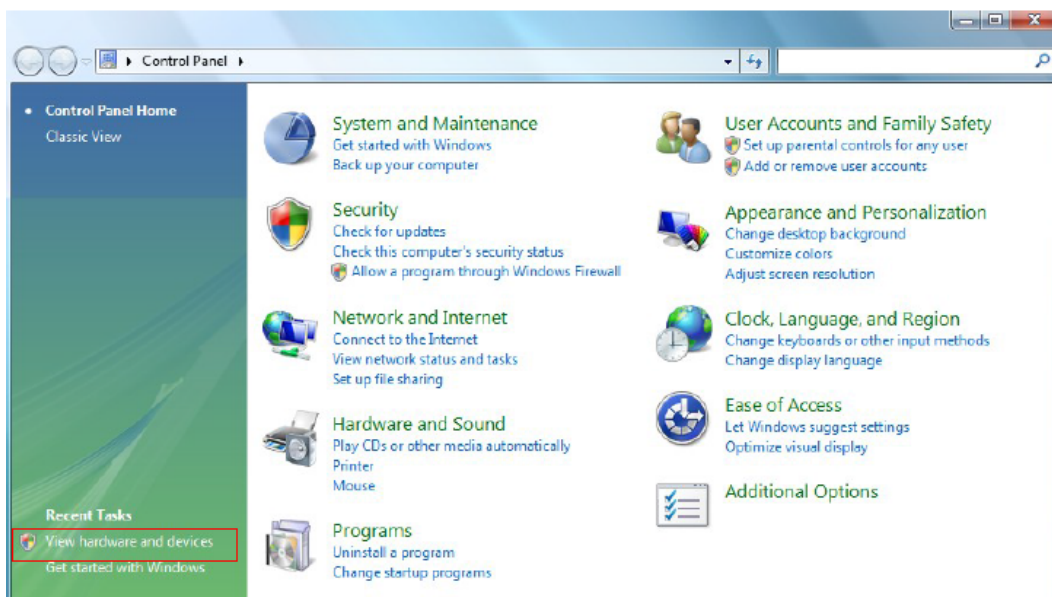 Control Panel
Control Panel Home
Classic View
Recent Tasks
View hardware and devices
Get started with Windows
System and Maintenance
Get started with Windows
Back up your computer
Security
Check for updates
Check this computer's security status
Allow a program through Windows Firewall
Network and Internet
Connect to the Internet
View network status and tasks
Set up file sharing
Hardware and Sound
Play CDs or other media automatically
Printer
Mouse
Programs
Uninstall a program
Change startup programs
User Accounts and Family Safety
Set up parental controls for any user
Add or remove user accounts
Appearance and Personalization
Change desktop background
Customize colors
Adjust screen resolution
Clock, Language, and Region
Change keyboards or other input methods
Change display language
Ease of Access
Let Windows suggest settings
Optimize visual display
Additional Options